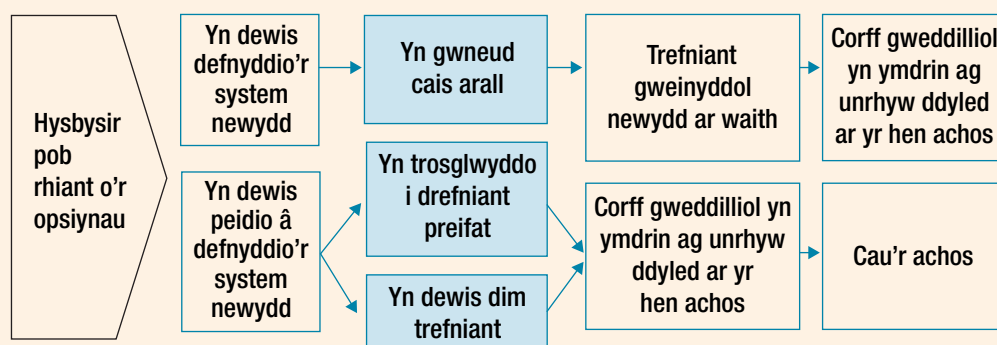 Hysbysir
pob
rhiant o'r
opsiynau
Yn dewis
defnyddio'r
system
newydd
Yn gwneud
cais arall
Trefniant
gweinyddol
newydd ar waith
Corff gweddilliol
yn ymdrin ag
unrhyw ddyled
ar yr hen achos
Yn dewis
peidio â
defnyddio'r
system
newydd
Yn trosglwyddo
i drefniant
preifat
Yn dewis dim
trefniant
Corff gweddilliol yn
ymdrin ag unrhyw
ddyled ar yr
hen achos
Cau'r achos